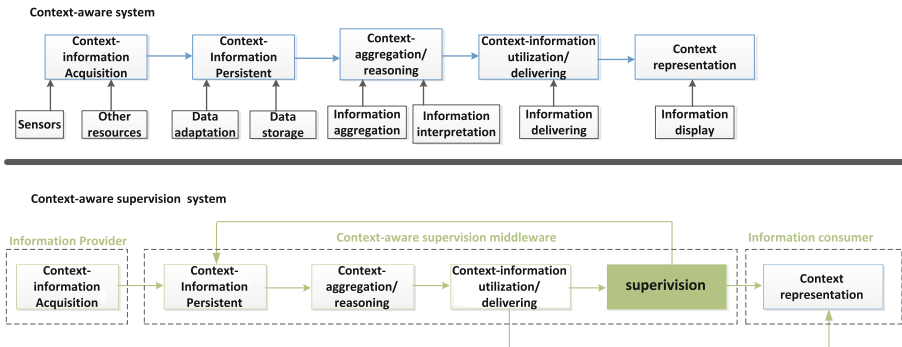 Context-aware system
Context-
information
Acquisition
Context-
Information
Persistent
Context-
aggregation/
reasoning
Context-information
utilization/
delivering
Context
representation
Sensors
Other
resources
Data
adaptation
Data
storage
Information
aggregation
Information
interpretation
Information
delivering
Information
display
Context-aware supervision system
Information Provider
Context-aware supervision middleware
Information consumer
Context-
information
Acquisition
Context-
Information
Persistent
Context-
aggregation/
reasoning
Context-information
utilization/
delivering
superivision
Context
representation